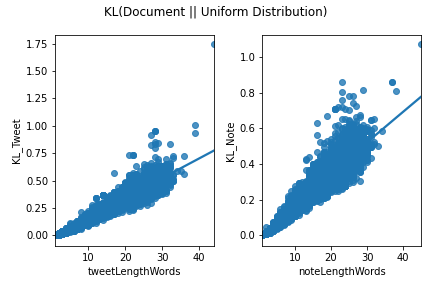 KL(Document || Uniform Distribution)
KL_Tweet
1.75
1.50
1.25
1.00
0.75
0.50
0.25
0.00
10 20 30 40
tweetLengthWords
KL_Note
1.0
0.8
0.6
0.4
0.2
0.0
10 20 30 40
noteLengthWords